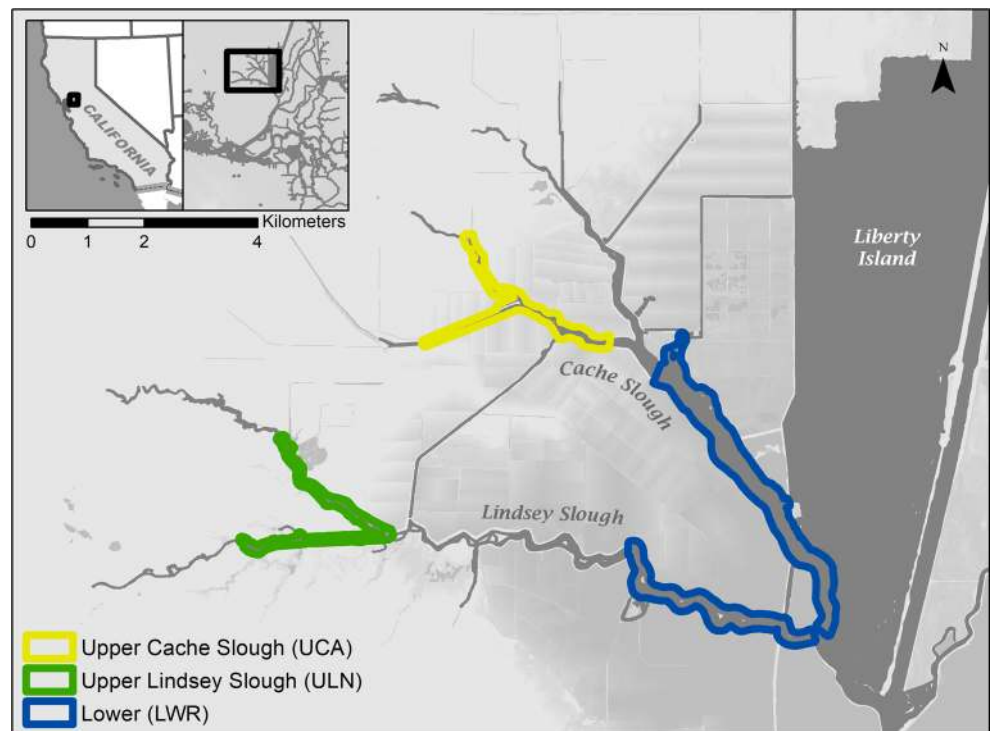 CALIFORNIA
Kilometers
0 1 2 4
N
Liberty
Island
Cache Slough
Lindsey Slough
Upper Cache Slough (UCA)
Upper Lindsey Slough (ULN)
Lower (LWR)